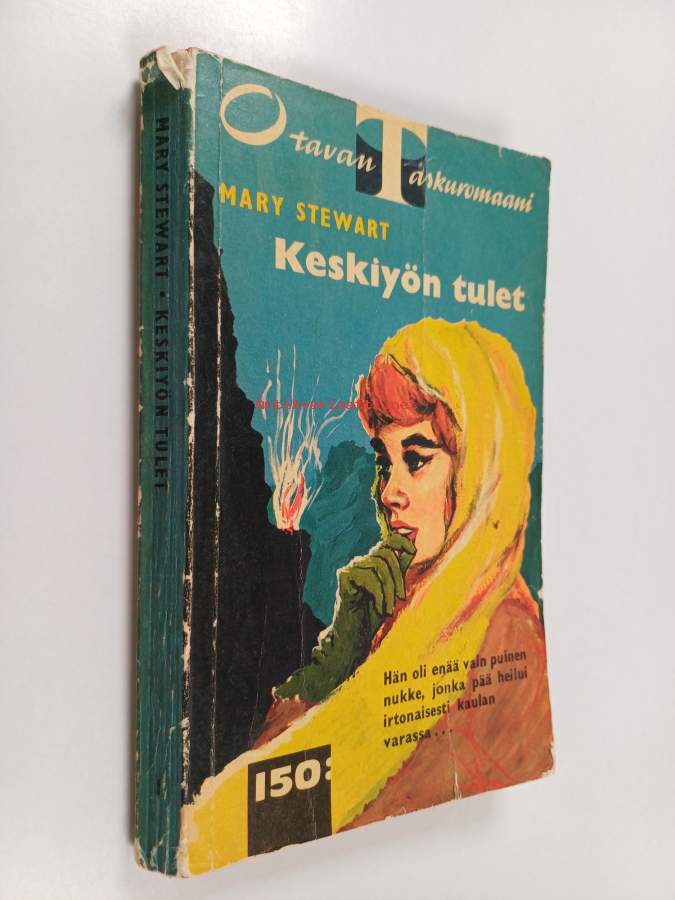 Otavan Taskuromaani
MARY STEWART
Keskiyön tulet
Hän oli enää vain puinen
nukke, jonka pää heilui
irtonaisesti kaulan
varassa...
150:
MARY STEWART • KESKIYÖN TULET